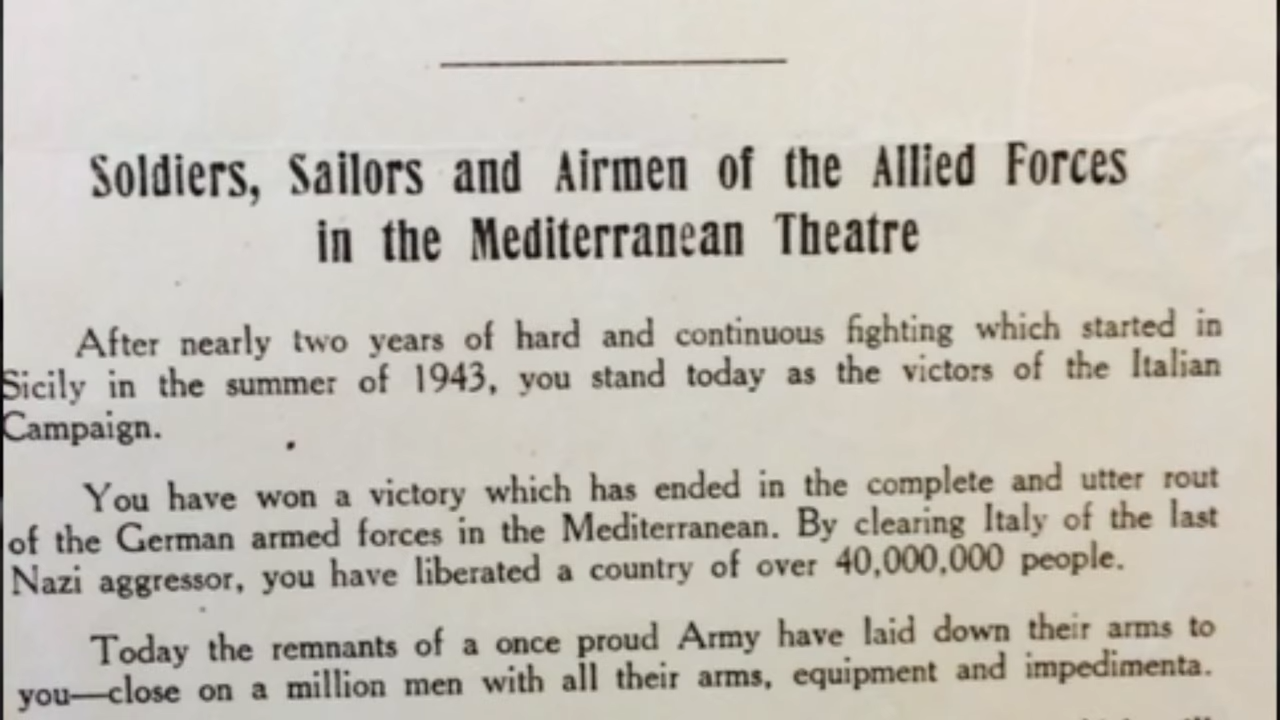 Soldiers, Sailors and Airmen of the Allied Forces
in the Mediterranean Theatre
After nearly two years of hard and continuous fighting which started in
Sicily in the summer of 1943, you stand today as the victors of the Italian
Campaign.
You have won a victory which has ended in the complete and utter rout
of the German armed forces in the Mediterranean. By clearing Italy of the last
Nazi aggressor, you have liberated a country of over 40,000,000 people.
Today the remnants of a once proud Army have laid down their arms to
you—close on a million men with all their arms, equipment and impedimenta.